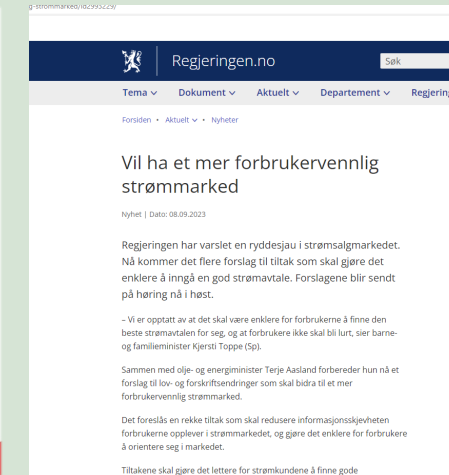 g-strommarked/id2995229/
Regjeringen.no
Søk
Tema
Dokument
Aktuelt
Departement
Regjering
Forsiden • Aktuelt • Nyheter
Vil ha et mer forbrukervennlig
strømmarked
Nyhet | Dato: 08.09.2023
Regjeringen har varslet en ryddesjau i strømsalgmarkedet.
Nå kommer det flere forslag til tiltak som skal gjøre det
enklere å inngå en god strømavtale. Forslagene blir sendt
på høring nå i høst.
– Vi er opptatt av at det skal være enklere for forbrukerne å finne den
beste strømavtalen for seg, og at forbrukere ikke skal bli lurt, sier barne-
og familieminister Kjersti Toppe (Sp).
Sammen med olje- og energiminister Terje Aasland forbereder hun nå et
forslag til lov- og forskriftsendringer som skal bidra til et mer
forbrukervennlig strømmarked.
Det foreslås en rekke tiltak som skal redusere informasjonsskjevheten
forbrukerne opplever i strømmarkedet, og gjøre det enklere for forbrukere
å orientere seg i markedet.
Tiltakene skal gjøre det lettere for strømkundene å finne gode